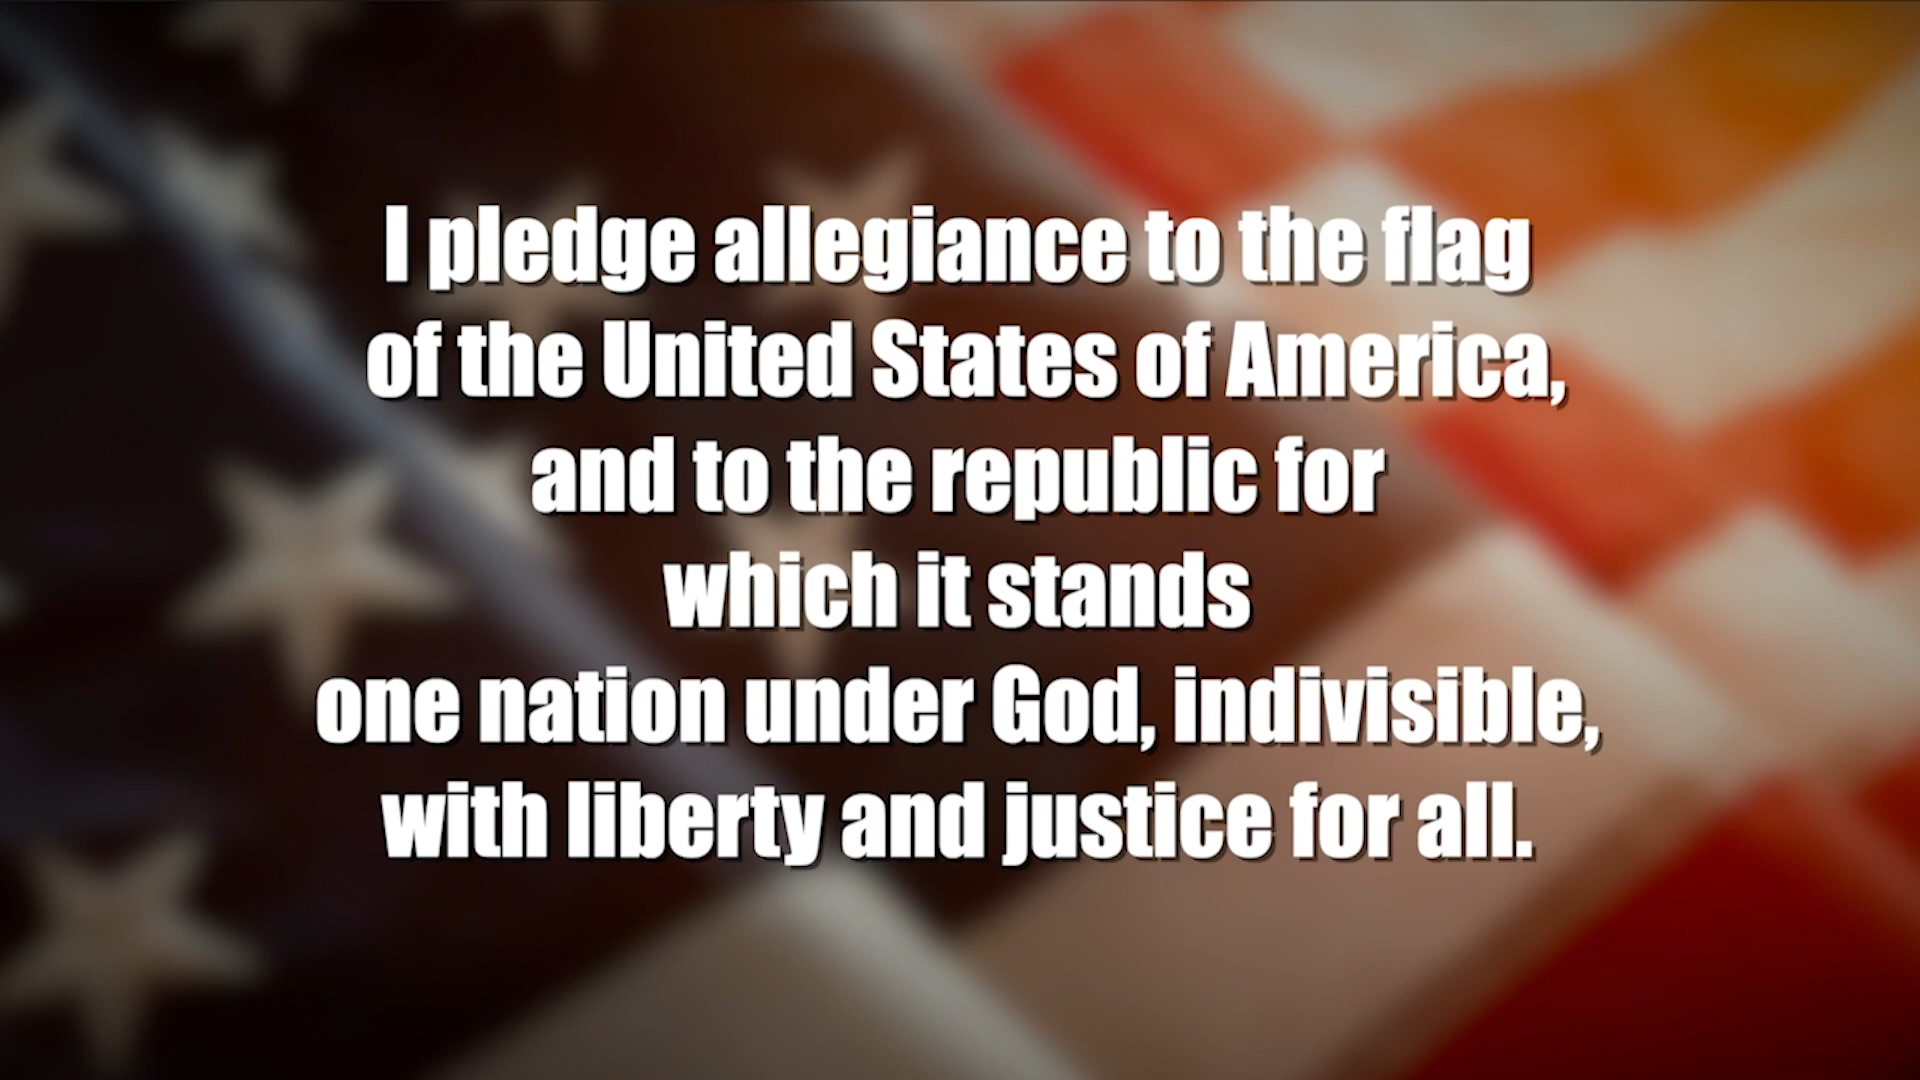 I pledge allegiance to the flag
of the United States of America,
and to the republic for
which it stands
one nation under God, indivisible,
with liberty and justice for all.